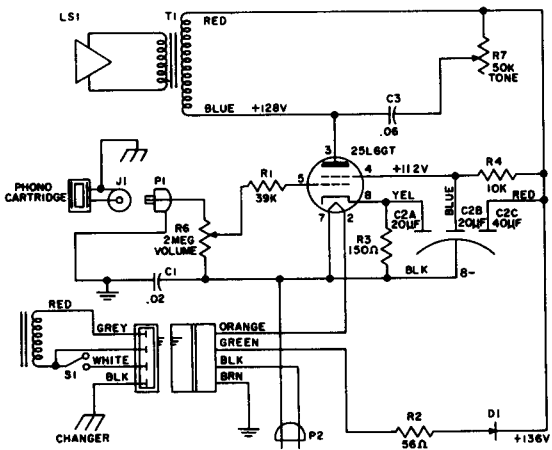 LS1
T1
RED
R7
50K
TONE
BLUE +128V
C3
.06
25L6GT
3
PHONO
CARTRIDGE
J1
P1
R1
39K
5
4
+112V
R4
10K
8
YEL
BLUE
RED
C2A
20µF
C2B
20µF
C2C
40µF
R6
2MEG
VOLUME
7
2
R3
150Ω
C1
.02
BLK
8-
RED
GREY
ORANGE
GREEN
WHITE
S1
BLK
BLK
BRN
CHANGER
P2
R2
56Ω
D1
+136V